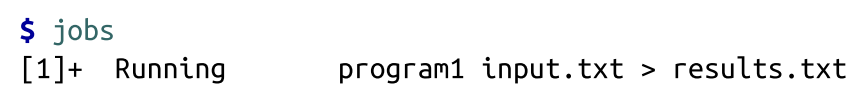 $ jobs
[1]+  Running       program1 input.txt > results.txt